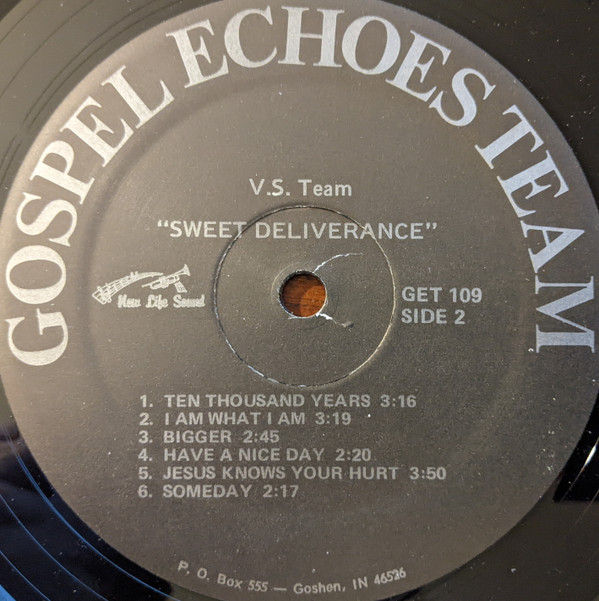 GOSPEL ECHOES TEAM
V.S. Team
"SWEET DELIVERANCE"
New Life Sound
GET 109
SIDE 2
1. TEN THOUSAND YEARS 3:16
2. I AM WHAT I AM 3:19
3. BIGGER 2:45
4. HAVE A NICE DAY 2:20
5. JESUS KNOWS YOUR HURT 3:50
6. SOMEDAY 2:17
P. O. Box 555 — Goshen, IN 46526